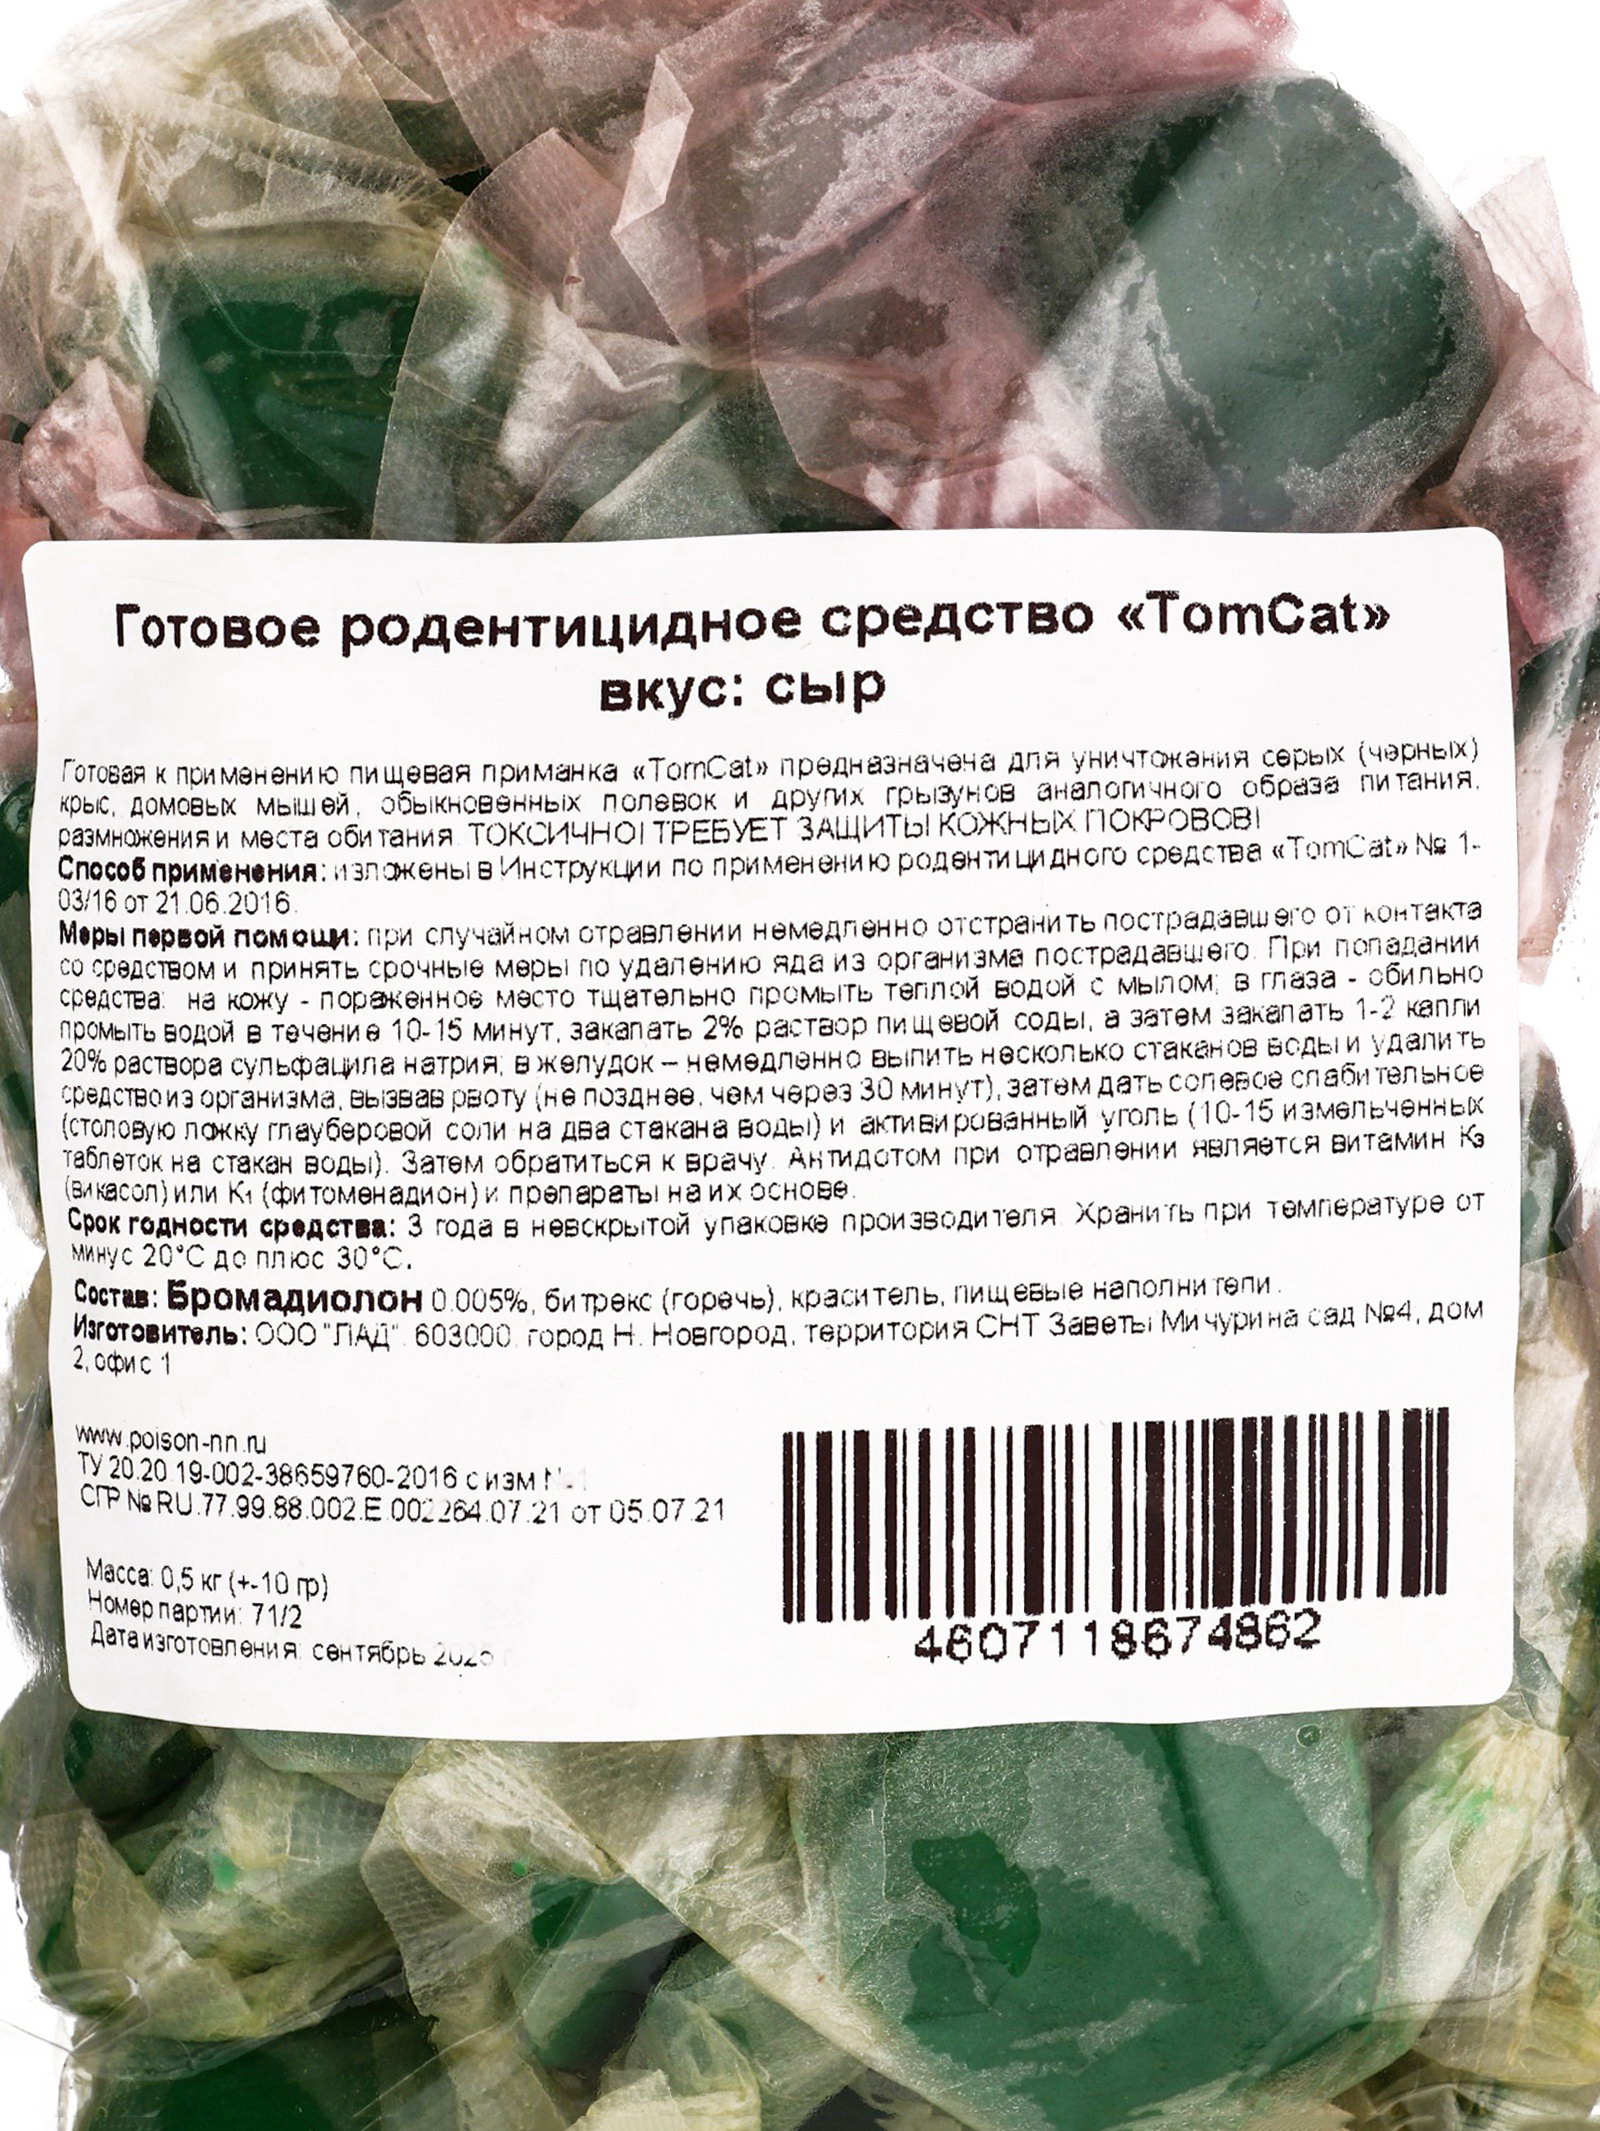 Готовое родентицидное средство «TomCat»
вкус: сыр
Готовая к применению пищевая приманка «TomCat» предназначена для уничтожения серых (черных)
крыс, домовых мышей, обыкновенных полевок и других грызунов аналогичного образа питания,
размножения и места обитания. ТОКСИЧНО! ТРЕБУЕТ ЗАЩИТЫ КОЖНЫХ ПОКРОВОВ!
Способ применения: изложены в Инструкции по применению родентицидного средства «TomCat» № 1-
03/16 от 21.06.2016.
Меры первой помощи: при случайном отравлении немедленно отстранить пострадавшего от контакта
со средством и принять срочные меры по удалению яда из организма пострадавшего. При попадании
средства: на кожу - пораженное место тщательно промыть теплой водой с мылом; в глаза - обильно
промыть водой в течение 10-15 минут, закапать 2% раствор пищевой соды, а затем закапать 1-2 капли
20% раствора сульфацила натрия; в желудок – немедленно выпить несколько стаканов воды и удалить
средство из организма, вызвав рвоту (не позднее, чем через 30 минут), затем дать солевое слабительное
(столовую ложку глауберовой соли на два стакана воды) и активированный уголь (10-15 измельченных
таблеток на стакан воды). Затем обратиться к врачу. Антидотом при отравлении является витамин К₃
(викасол) или К₁ (фитоменадион) и препараты на их основе.
Срок годности средства: 3 года в невскрытой упаковке производителя. Хранить при температуре от
минус 20°С до плюс 30°С.
Состав: Бромадиолон 0.005%, битрекс (горечь), краситель, пищевые наполнители.
Изготовитель: ООО "ЛАД". 603000. город Н. Новгород, территория СНТ Заветы Мичурина сад №4, дом
2, офис 1
www.poison-nn.ru
ТУ 20.20.19-002-38659760-2016 с изм №1
СГР № RU.77.99.88.002.Е.002264.07.21 от 05.07.21
Масса: 0,5 кг (+-10 гр)
Номер партии: 71/2
Дата изготовления: сентябрь 2025
4607118674862